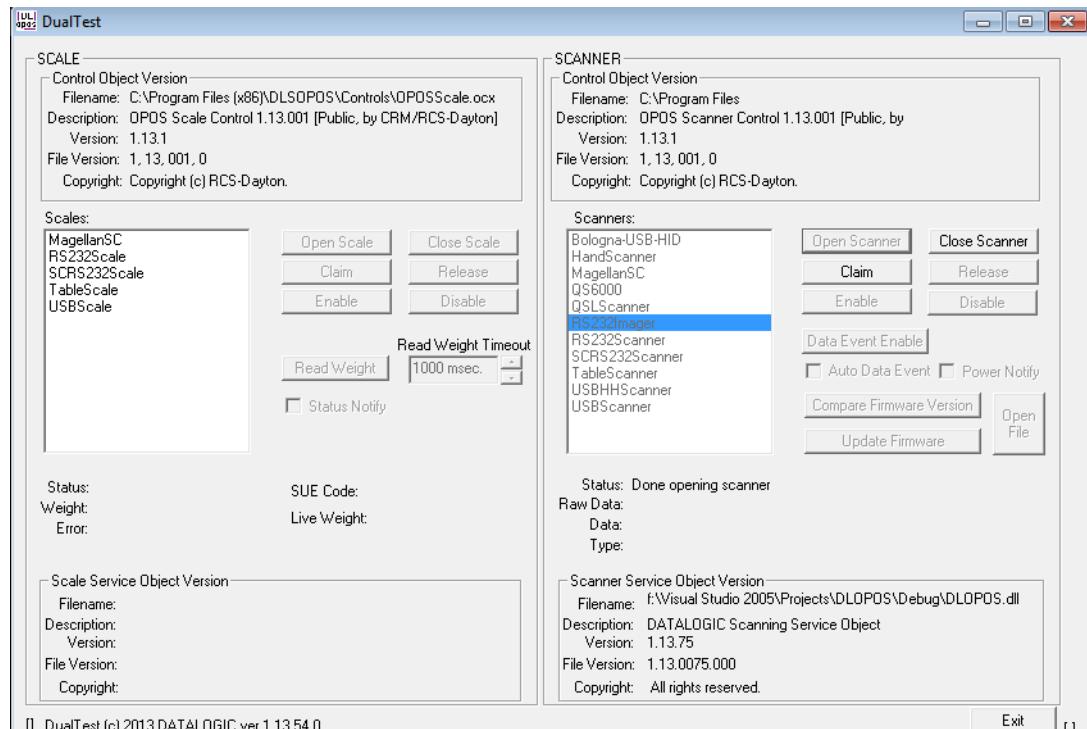 UL opos DualTest
SCALE
Control Object Version
Filename: C:\Program Files (x86)\DLSOPOS\Controls\OPOSScale.ocx
Description: OPOS Scale Control 1.13.001 [Public, by CRM/RCS-Dayton]
Version: 1.13.1
File Version: 1, 13, 001, 0
Copyright: Copyright (c) RCS-Dayton.
Scales:
MagellanSC
RS232Scale
SCRS232Scale
TableScale
USBScale
Open Scale Close Scale
Claim Release
Enable Disable
Read Weight Timeout
Read Weight 1000 msec.
Status Notify
Status:
Weight:
Error:
SUE Code:
Live Weight:
Scale Service Object Version
Filename:
Description:
Version:
File Version:
Copyright:
SCANNER
Control Object Version
Filename: C:\Program Files
Description: OPOS Scanner Control 1.13.001 [Public, by
Version: 1.13.1
File Version: 1, 13, 001, 0
Copyright: Copyright (c) RCS-Dayton.
Scanners:
Bologna-USB-HID
HandScanner
MagellanSC
QS6000
QSLScanner
RS232Imager
RS232Scanner
SCRS232Scanner
TableScanner
USBHHScanner
USBScanner
Open Scanner Close Scanner
Claim Release
Enable Disable
Data Event Enable
Auto Data Event Power Notify
Compare Firmware Version
Update Firmware
Open
File
Status: Done opening scanner
Raw Data:
Data:
Type:
Scanner Service Object Version
Filename: f:\Visual Studio 2005\Projects\DLOPOS\Debug\DLOPOS.dll
Description: DATALOGIC Scanning Service Object
Version: 1.13.75
File Version: 1.13.0075.000
Copyright: All rights reserved.
[]. DualTest (c) 2013 DATALOGIC ver 1.13.54.0
Exit
[ ]